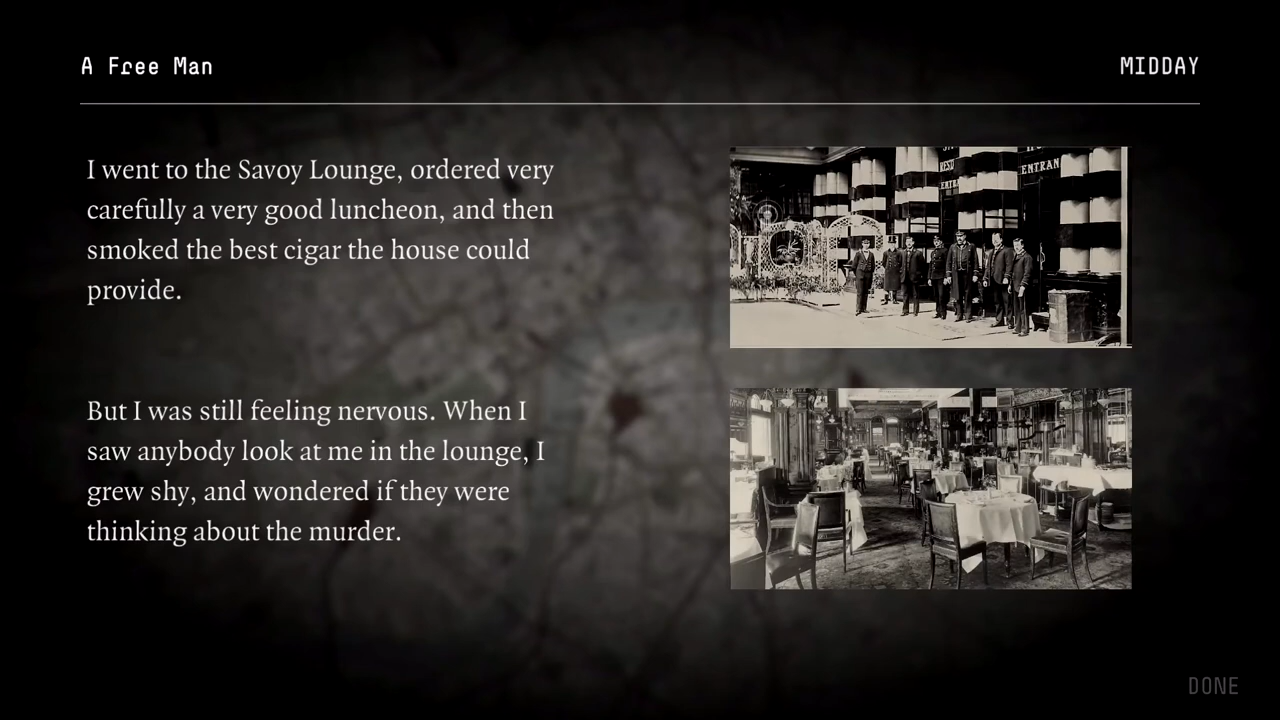 A Free Man
MIDDAY
I went to the Savoy Lounge, ordered very
carefully a very good luncheon, and then
smoked the best cigar the house could
provide.
ENTRAN
But I was still feeling nervous. When I
saw anybody look at me in the lounge, I
grew shy, and wondered if they were
thinking about the murder.
DONE